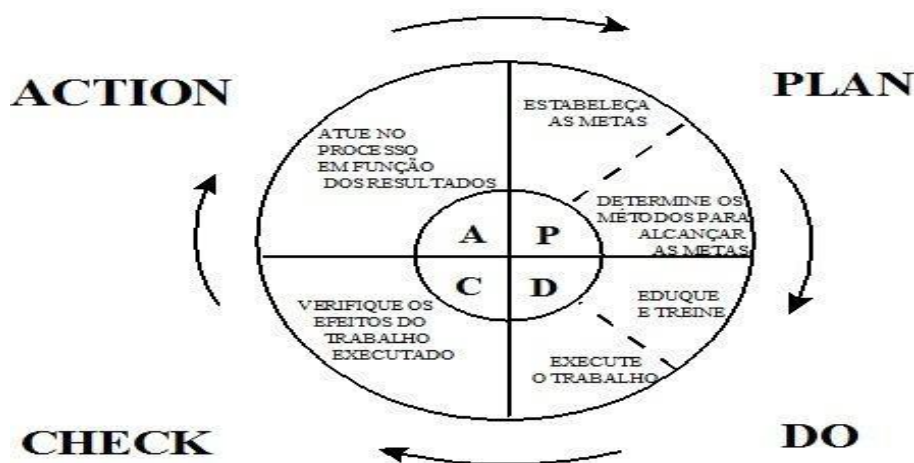 ACTION
PLAN
ESTABELEÇA
AS METAS
ATUE NO
PROCESSO
EM FUNÇÃO
DOS RESULTADOS
DETERMINE OS
MÉTODOS PARA
ALCANÇAR
AS METAS
A P
C D
VERIFIQUE OS
EFEITOS DO
TRABALHO
EXECUTADO
EDUQUE
E TREINE
EXECUTE
O TRABALHO
CHECK
DO